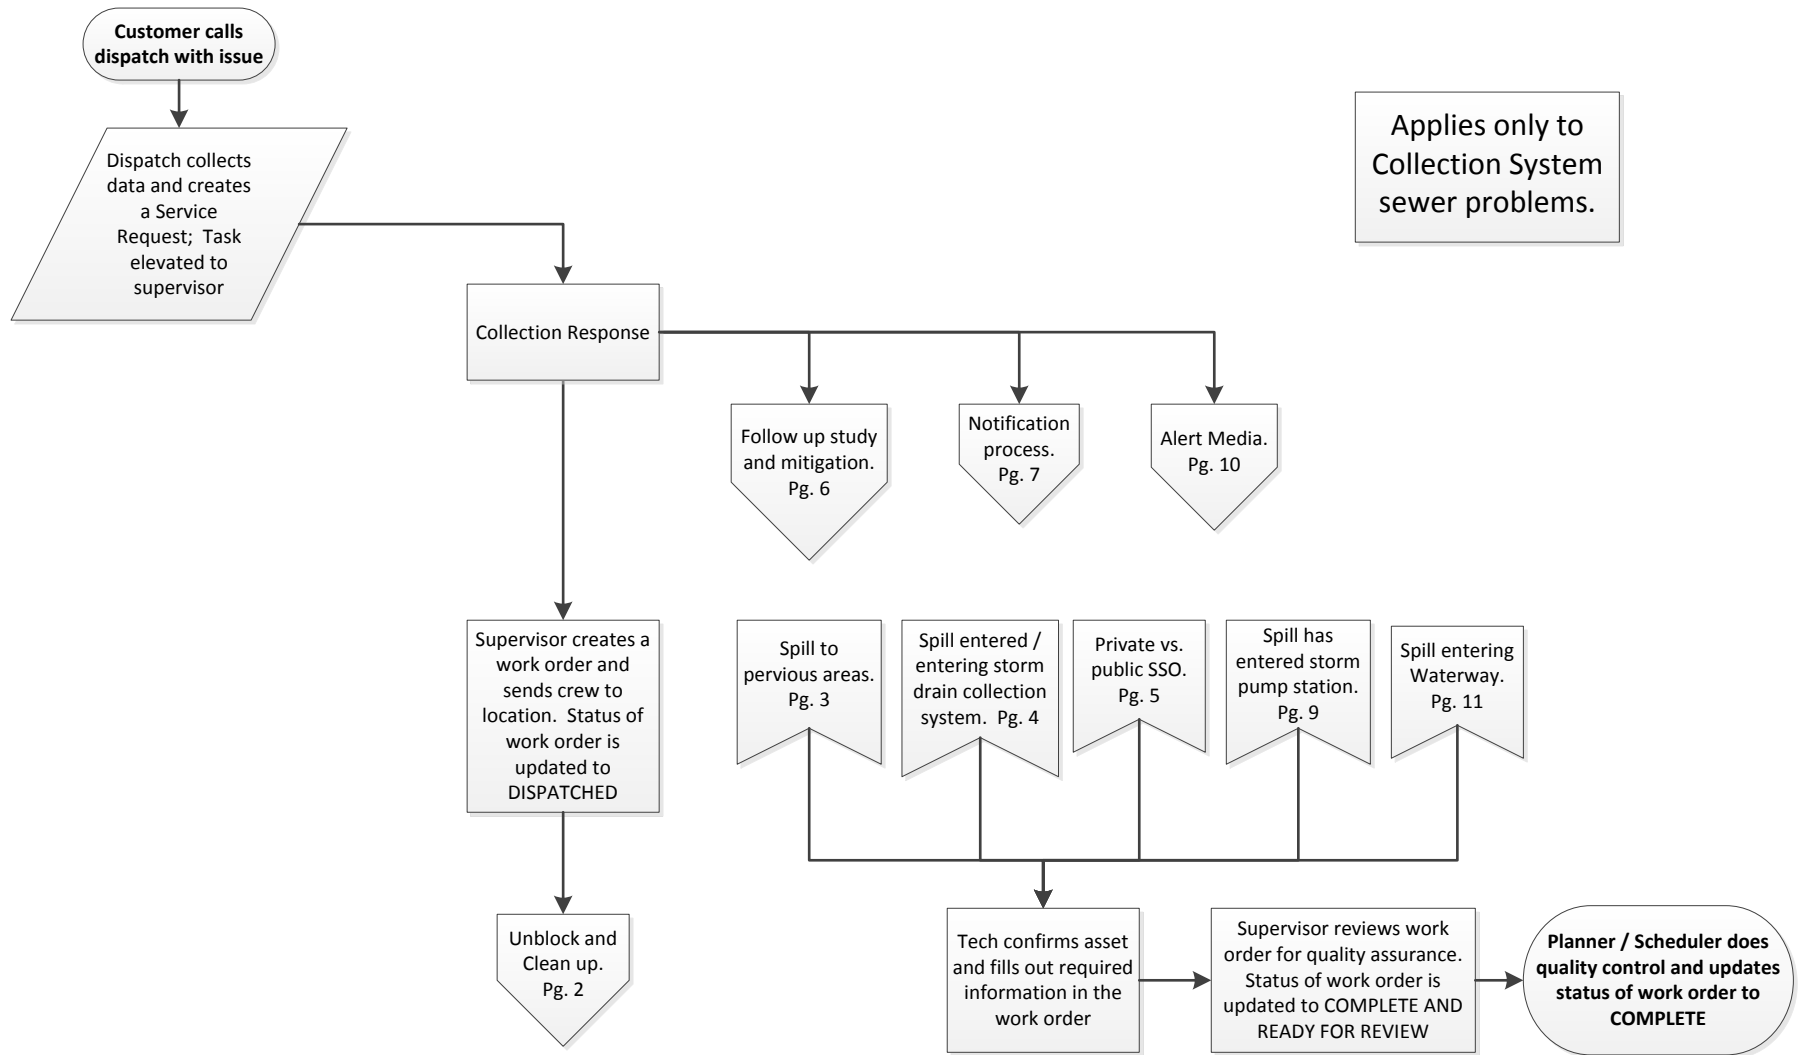 Customer calls
dispatch with issue
Applies only to
Collection System
sewer problems.
Dispatch collects
data and creates
a Service
Request;  Task
elevated to
supervisor
Collection Response
Follow up study
and mitigation.
Pg. 6
Notification
process.
Pg. 7
Alert Media.
Pg. 10
Supervisor creates a
work order and
sends crew to
location.  Status of
work order is
updated to
DISPATCHED
Spill to
pervious areas.
Pg. 3
Spill entered /
entering storm
drain collection
system.  Pg. 4
Private vs.
public SSO.
Pg. 5
Spill has
entered storm
pump station.
Pg. 9
Spill entering
Waterway.
Pg. 11
Unblock and
Clean up.
Pg. 2
Tech confirms asset
and fills out required
information in the
work order
Supervisor reviews work
order for quality assurance.
Status of work order is
updated to COMPLETE AND
READY FOR REVIEW
Planner / Scheduler does
quality control and updates
status of work order to
COMPLETE